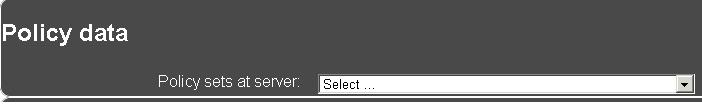 Policy data
Policy sets at server: Select ...